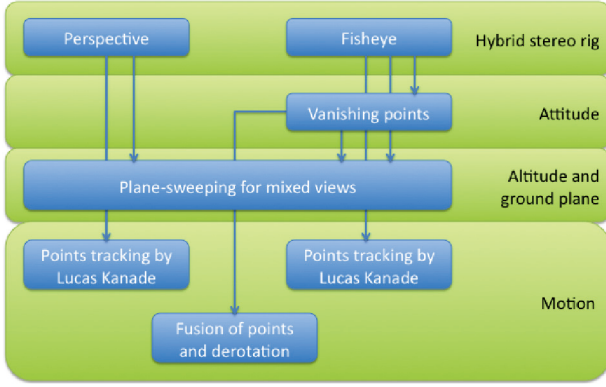 Perspective
Fisheye
Hybrid stereo rig
Vanishing points
Attitude
Plane-sweeping for mixed views
Altitude and
ground plane
Points tracking by
Lucas Kanade
Points tracking by
Lucas Kanade
Motion
Fusion of points
and derotation